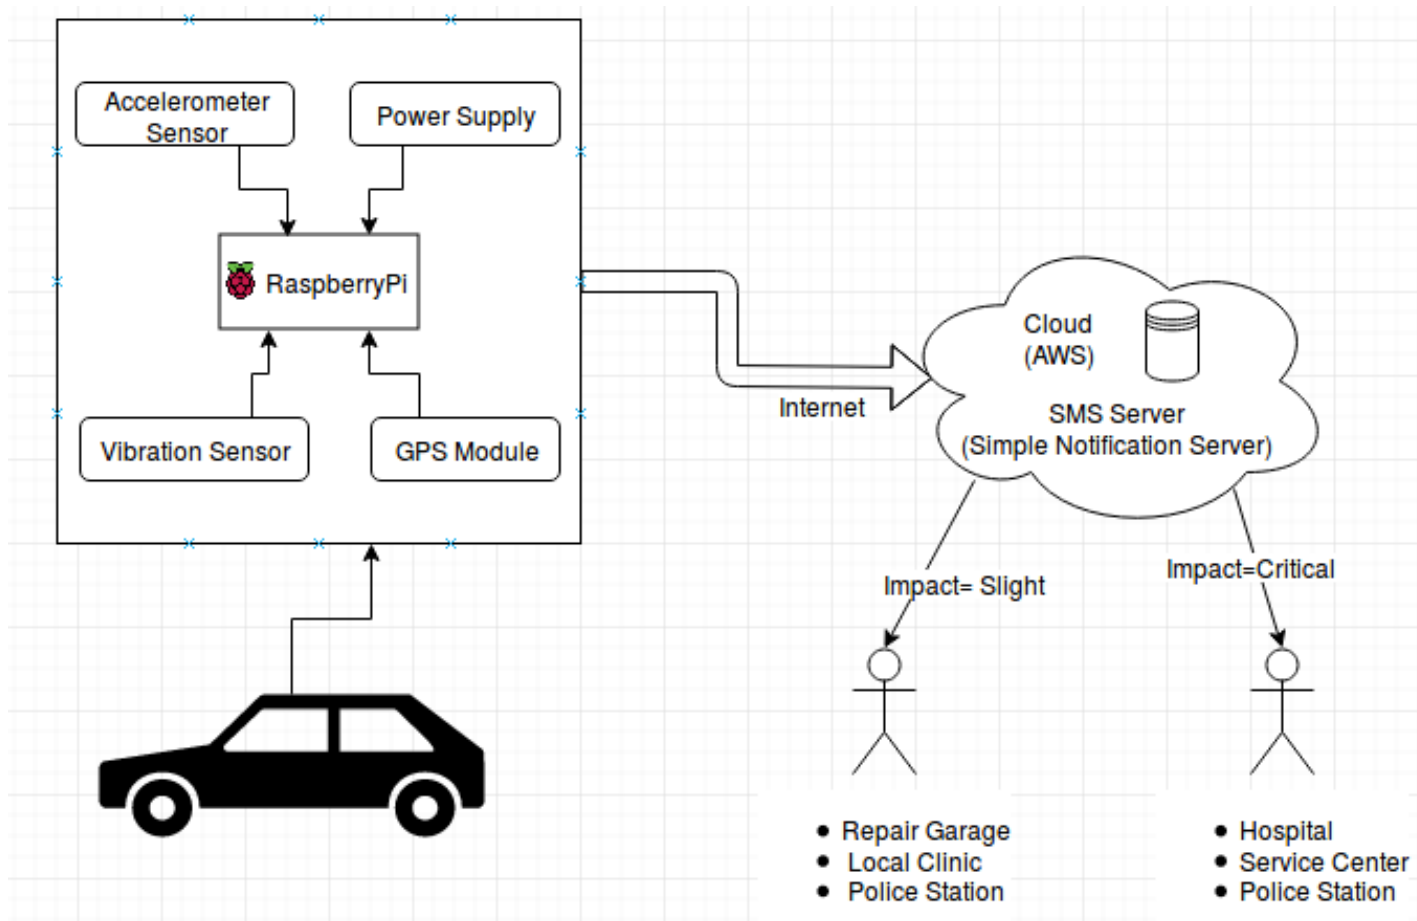 Accelerometer
Sensor
Power Supply
RaspberryPi
Vibration Sensor
GPS Module
Internet
Cloud
(AWS)
SMS Server
(Simple Notification Server)
Impact= Slight
Impact=Critical
● Repair Garage
● Local Clinic
● Police Station
● Hospital
● Service Center
● Police Station